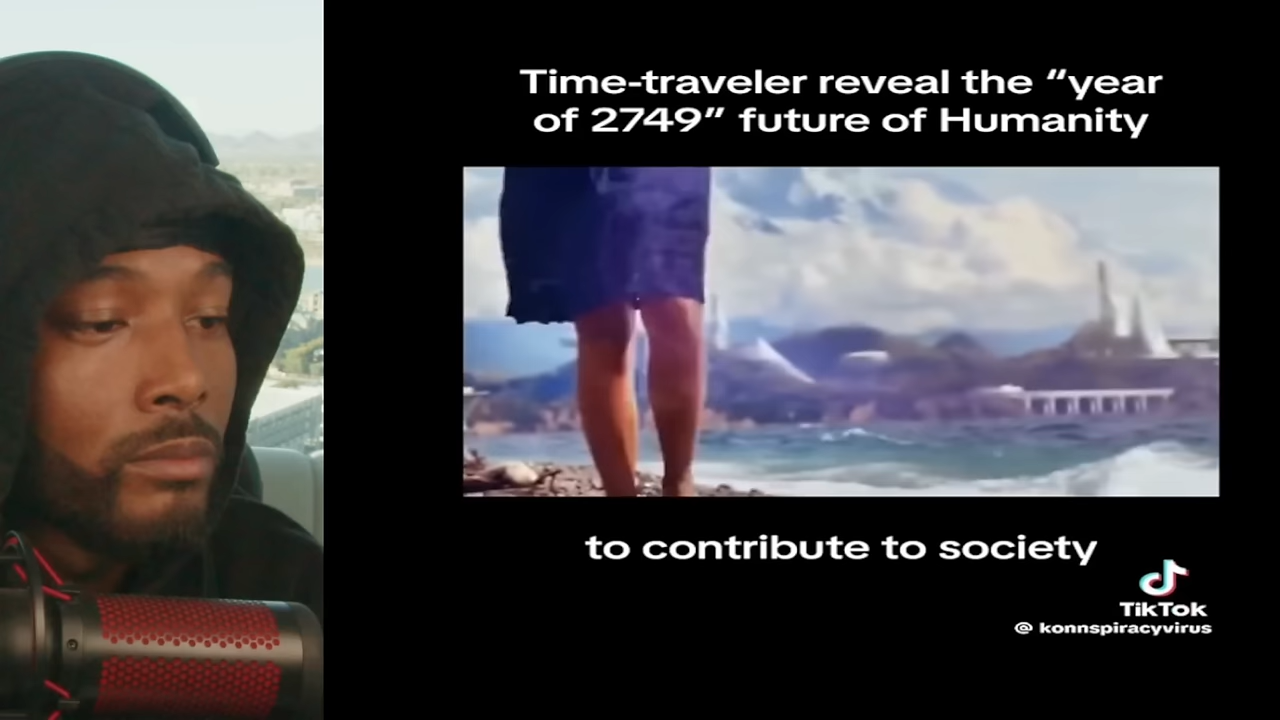 Time-traveler reveal the “year
of 2749” future of Humanity
to contribute to society
TikTok
@ konnspiracyvirus